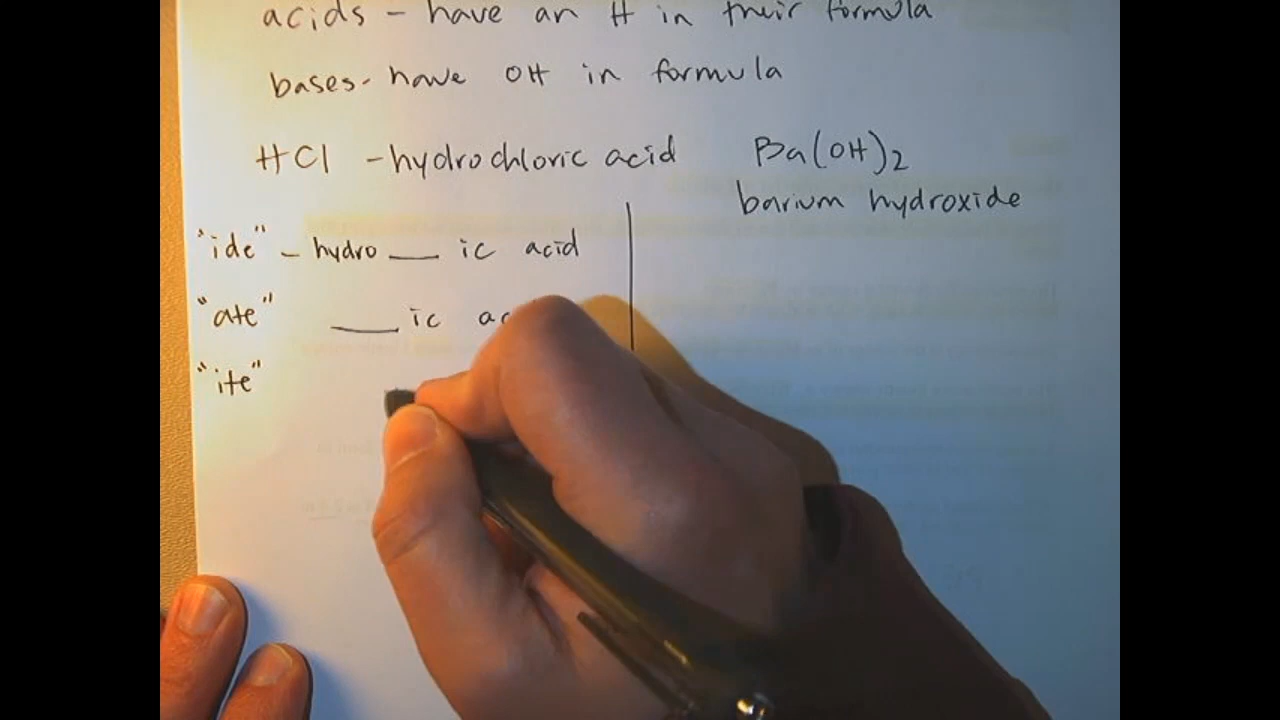 acids - have an H in their formula
bases - have OH in formula
HCl - hydrochloric acid Ba(OH)2
barium hydroxide
"ide" - hydro ___ ic acid
"ate" ___ ic
"ite"